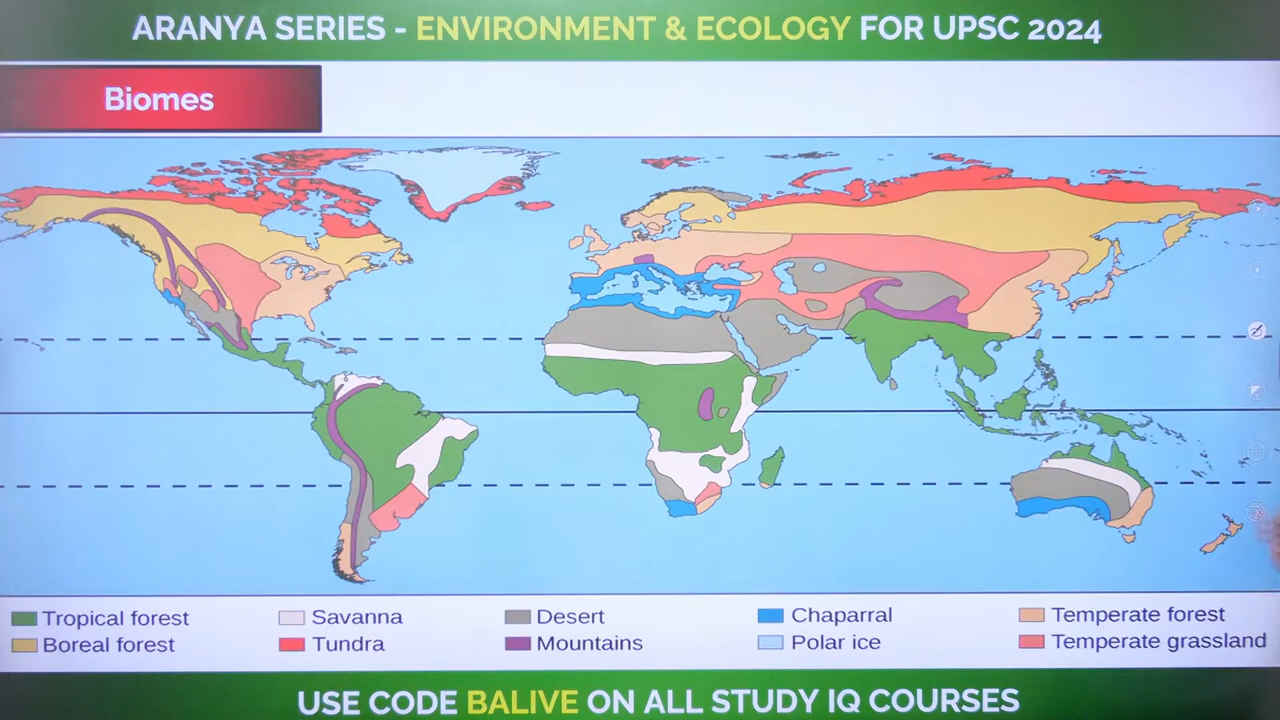 ARANYA SERIES - ENVIRONMENT & ECOLOGY FOR UPSC 2024
Biomes
Tropical forest
Savanna
Desert
Chaparral
Temperate forest
Boreal forest
Tundra
Mountains
Polar ice
Temperate grassland
USE CODE BALIVE ON ALL STUDY IQ COURSES